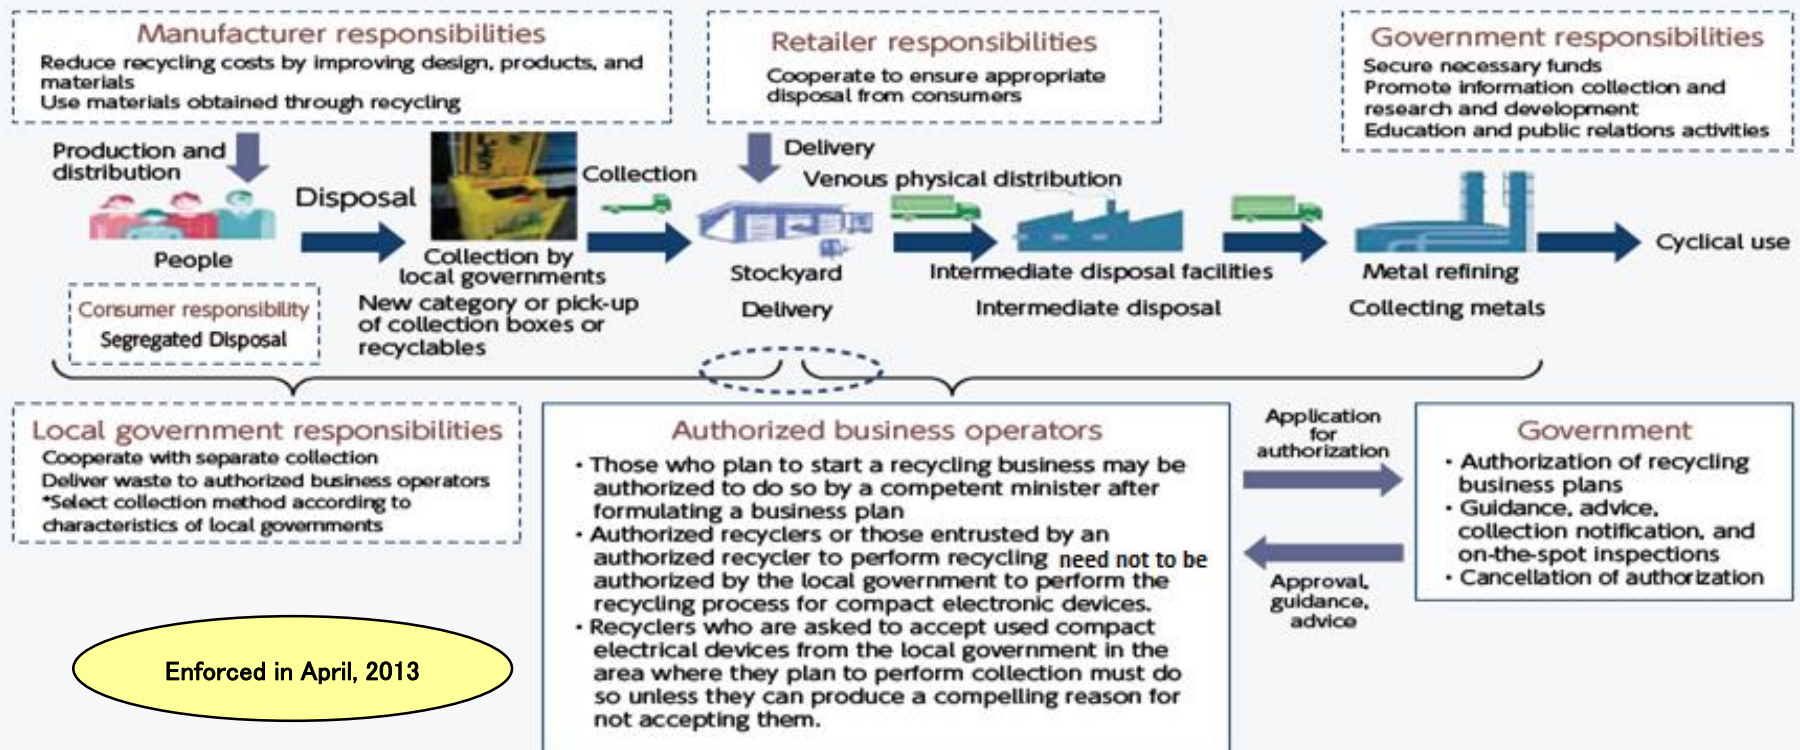 Manufacturer responsibilities
Reduce recycling costs by improving design, products, and
materials
Use materials obtained through recycling
Retailer responsibilities
Cooperate to ensure appropriate
disposal from consumers
Government responsibilities
Secure necessary funds
Promote information collection and
research and development
Education and public relations activities
Production and
distribution
People
Consumer responsibility
Segregated Disposal
Disposal
Collection by
local governments
New category or pick-up
of collection boxes or
recyclables
Collection
Delivery
Venous physical distribution
Stockyard
Delivery
Intermediate disposal facilities
Intermediate disposal
Metal refining
Collecting metals
Cyclical use
Local government responsibilities
Cooperate with separate collection
Deliver waste to authorized business operators
*Select collection method according to
characteristics of local governments
Authorized business operators
・Those who plan to start a recycling business may be
authorized to do so by a competent minister after
formulating a business plan
・Authorized recyclers or those entrusted by an
authorized recycler to perform recycling need not to be
authorized by the local government to perform the
recycling process for compact electronic devices.
・Recyclers who are asked to accept used compact
electrical devices from the local government in the
area where they plan to perform collection must do
so unless they can produce a compelling reason for
not accepting them.
Application
for
authorization
Approval,
guidance,
advice
Government
・Authorization of recycling
business plans
・Guidance, advice,
collection notification, and
on-the-spot inspections
・Cancellation of authorization
Enforced in April, 2013